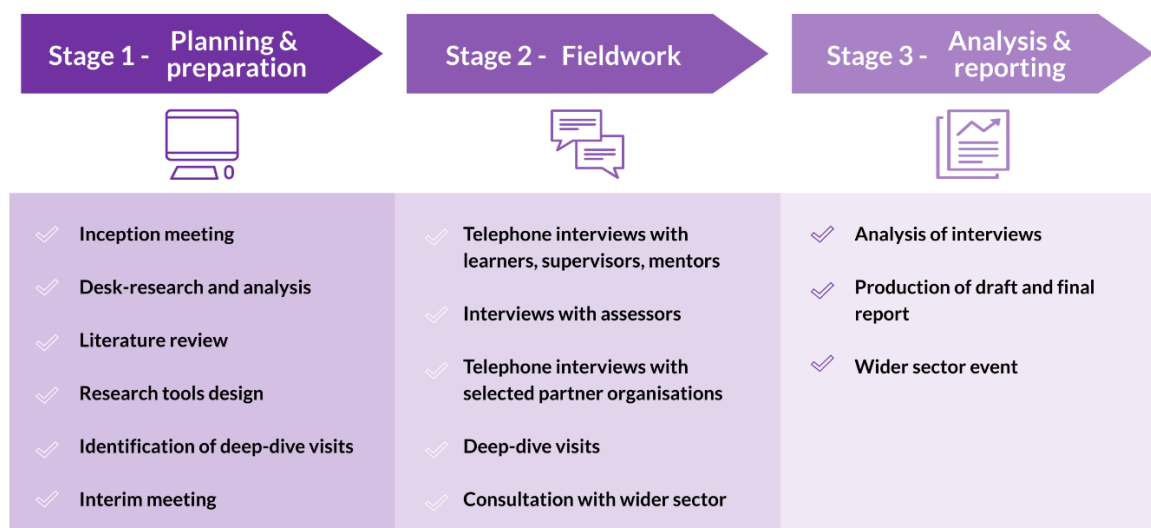 Stage 1 - Planning &
preparation
Stage 2 - Fieldwork
Stage 3 - Analysis &
reporting
Inception meeting
Desk-research and analysis
Literature review
Research tools design
Identification of deep-dive visits
Interim meeting
Telephone interviews with
learners, supervisors, mentors
Interviews with assessors
Telephone interviews with
selected partner organisations
Deep-dive visits
Consultation with wider sector
Analysis of interviews
Production of draft and final
report
Wider sector event